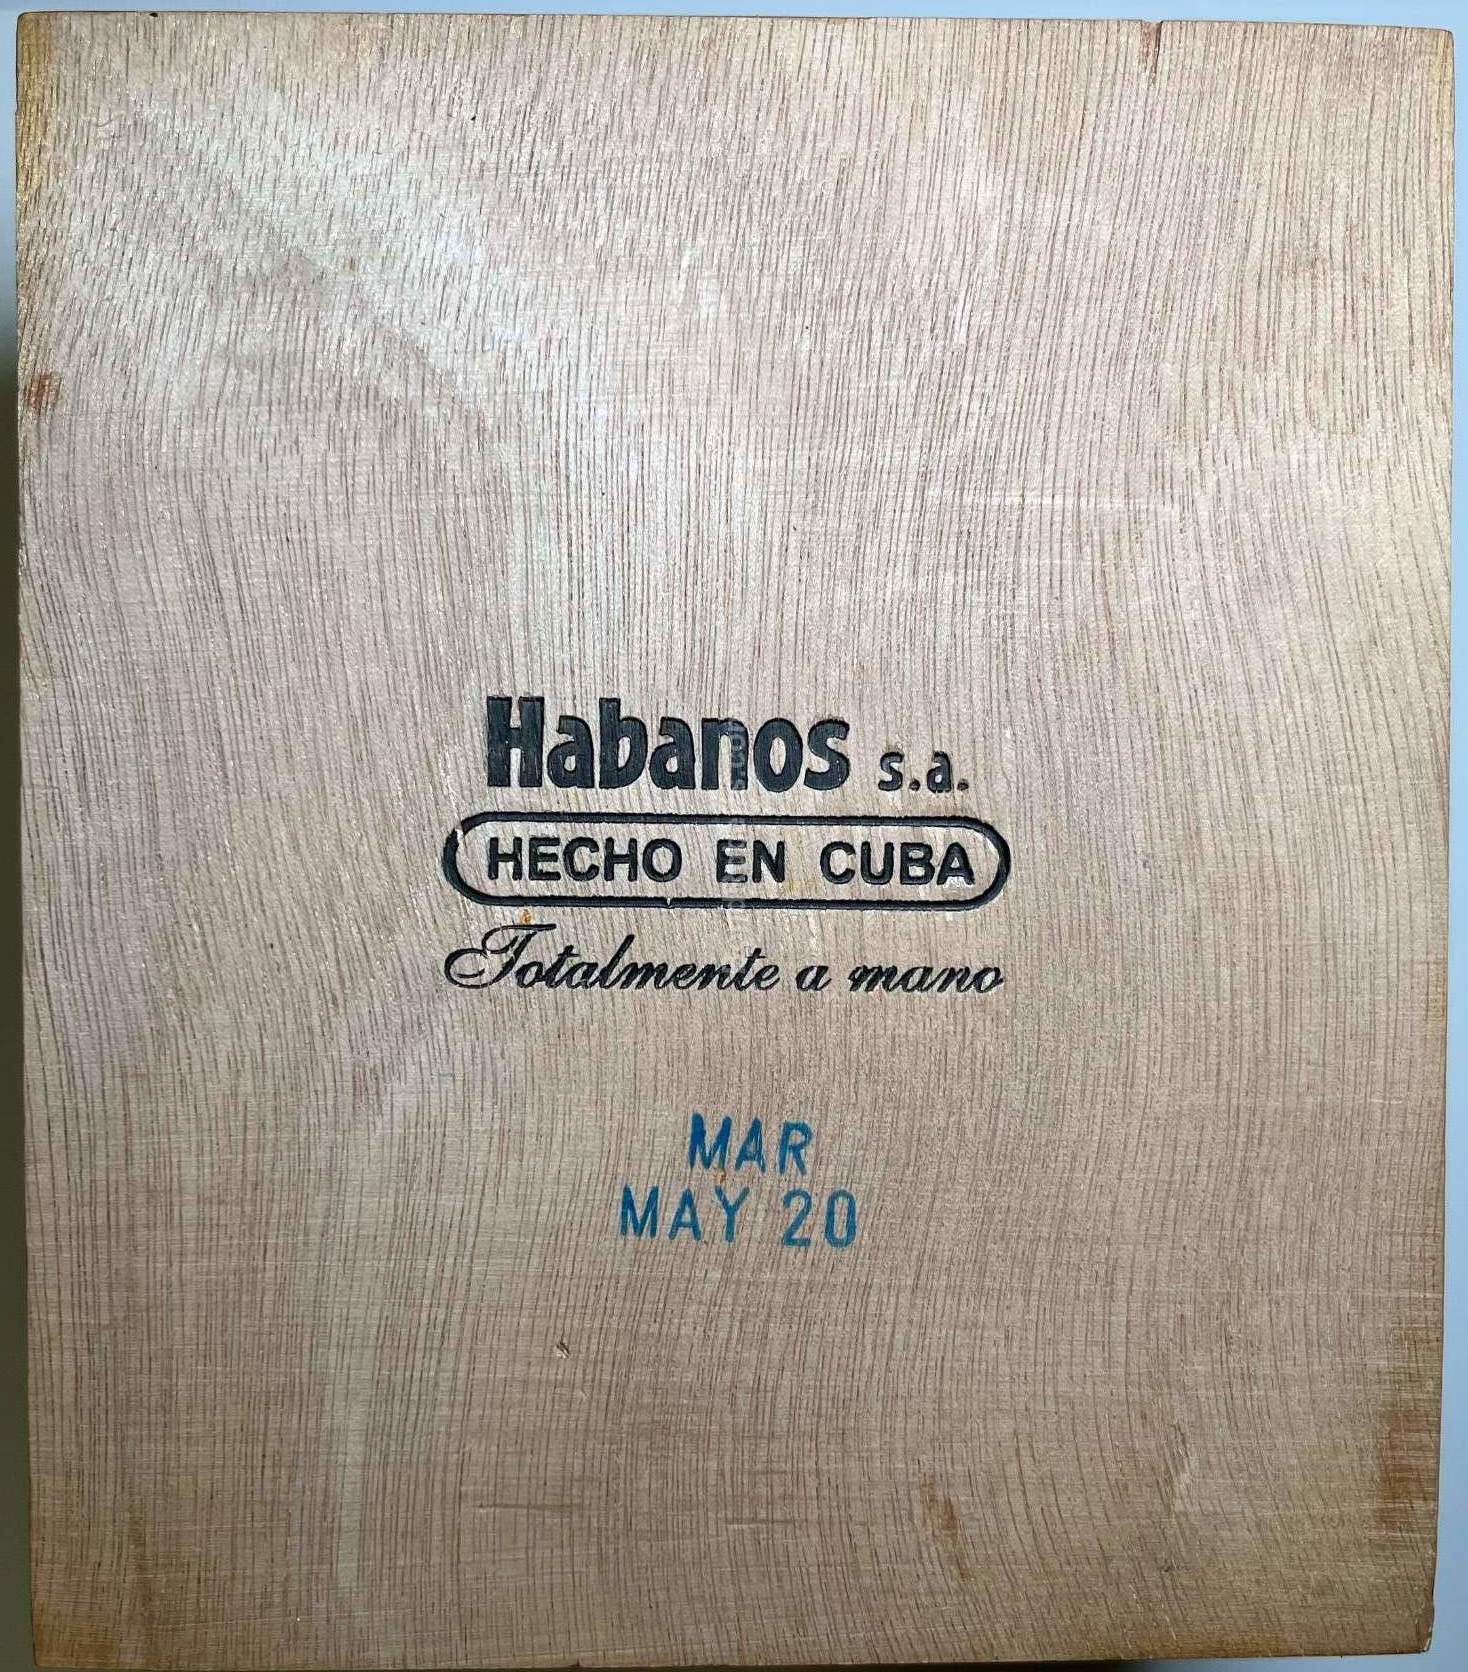 Habanos s.a.
HECHO EN CUBA
Totalmente a mano
MAR
MAY 20